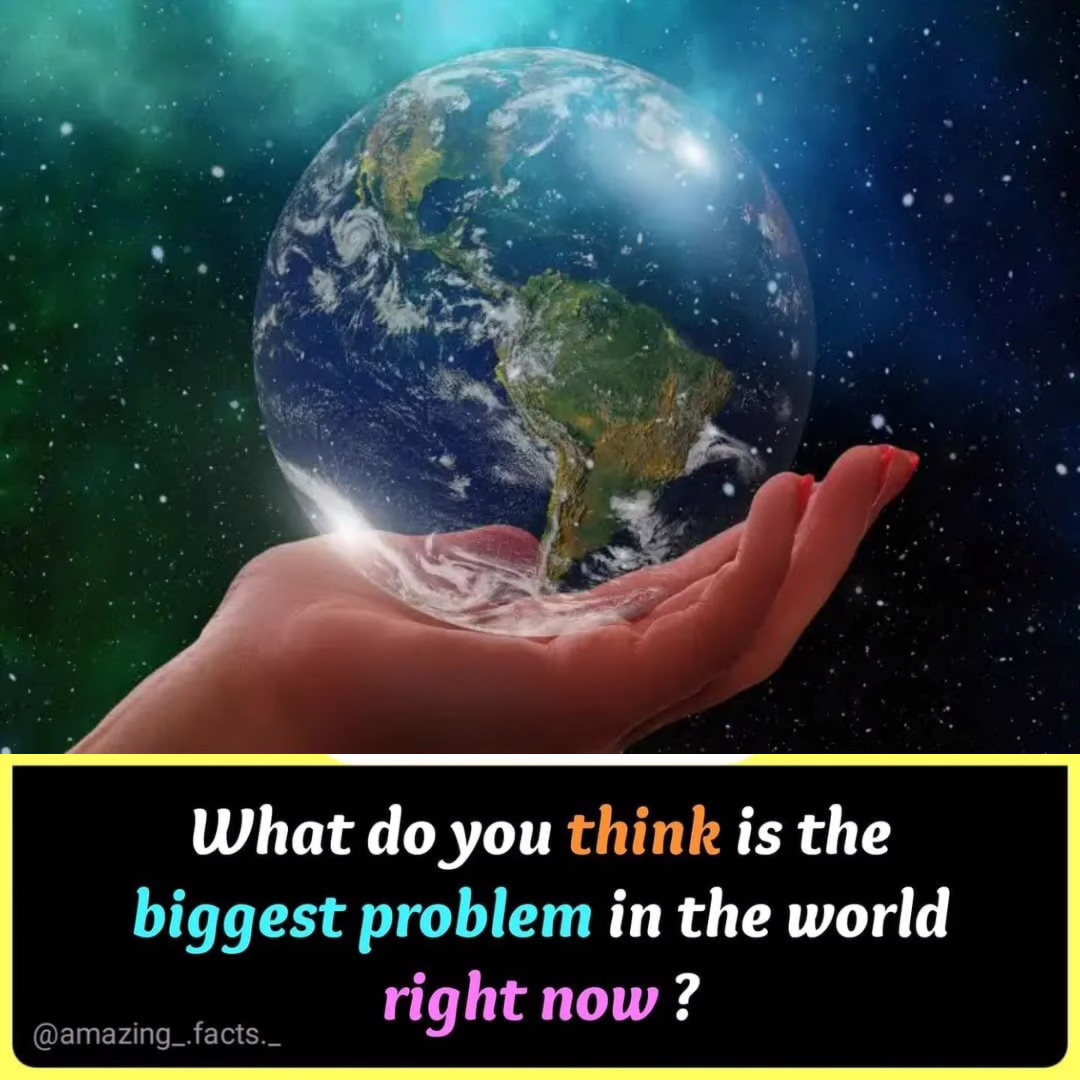 What do you think is the
biggest problem in the world
right now ?
@amazing_.facts._